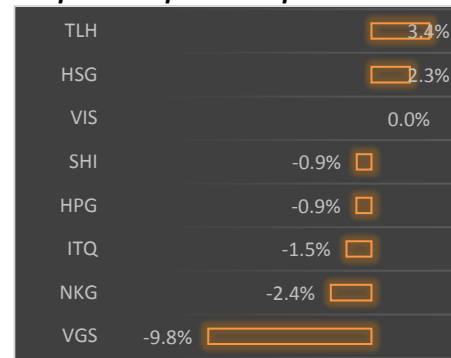 TLH 3.4%
HSG 2.3%
VIS 0.0%
SHI -0.9%
HPG -0.9%
ITQ -1.5%
NKG -2.4%
VGS -9.8%